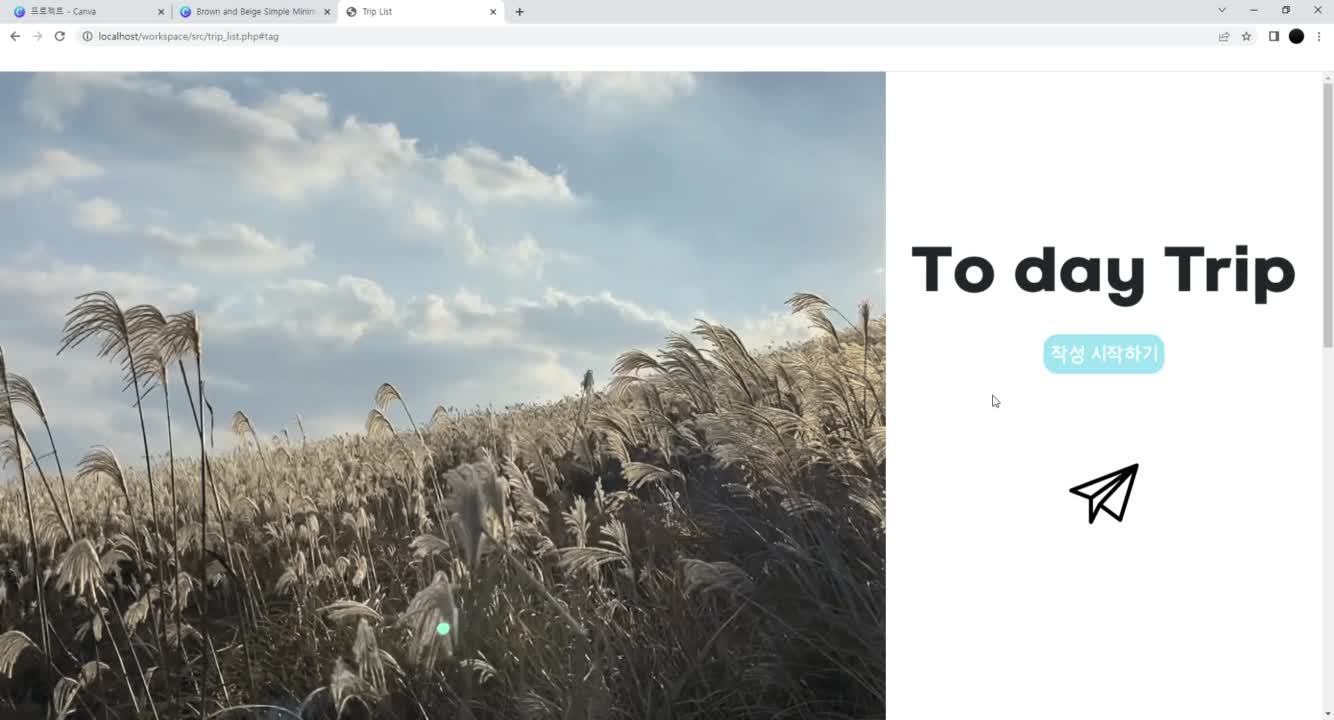 프로젝트 - Canva
Brown and Beige Simple Minim
Trip List
localhost/workspace/src/trip_list.php#tag
To day Trip
작성 시작하기